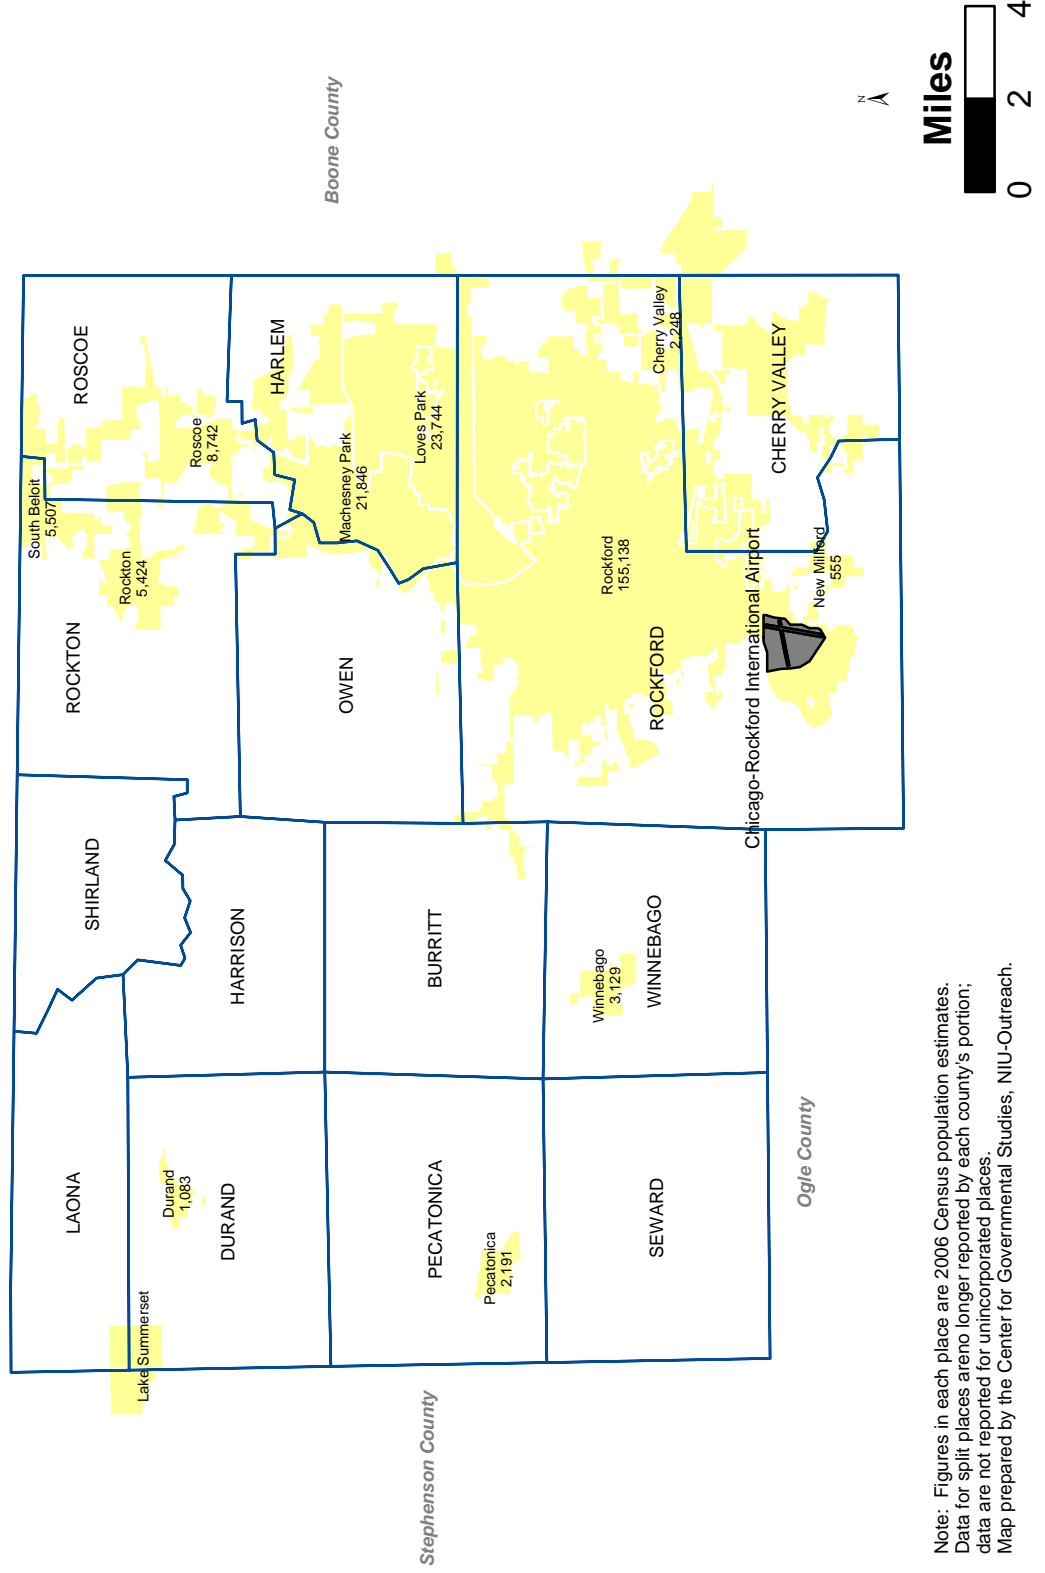 Stephenson County
Boone County
Ogle County
LAONA
SHIRLAND
ROCKTON
ROSCOE
South Beloit
5,507
Rockton
5,424
Roscoe
8,742
Lake Summerset
Durand
1,083
DURAND
HARRISON
HARLEM
OWEN
Machesney Park
21,846
Loves Park
23,744
PECATONICA
Pecatonica
2,191
BURRITT
Winnebago
3,129
WINNEBAGO
SEWARD
Rockford
155,138
ROCKFORD
Cherry Valley
2,248
CHERRY VALLEY
Chicago-Rockford International Airport
New Millford
555
N
Miles
0 2 4
Note: Figures in each place are 2006 Census population estimates.
Data for split places areno longer reported by each county's portion;
data are not reported for unincorporated places.
Map prepared by the Center for Governmental Studies, NIU-Outreach.